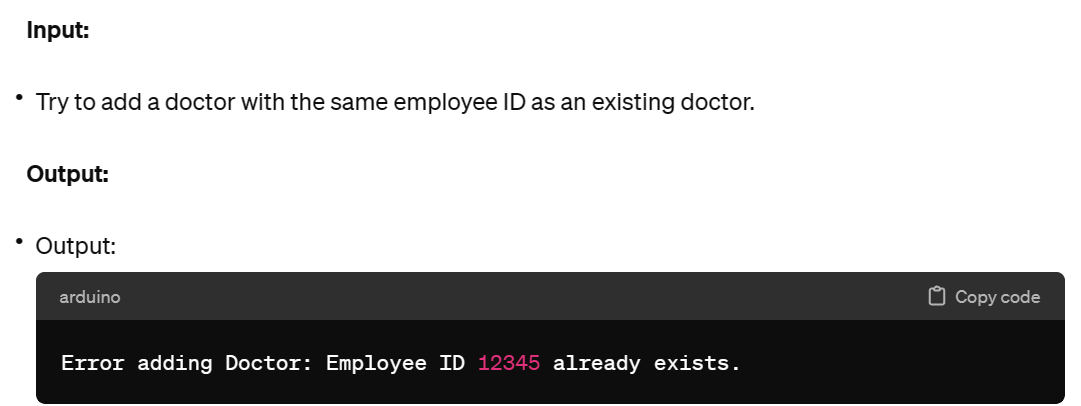 Input:
• Try to add a doctor with the same employee ID as an existing doctor.
Output:
• Output:
arduino Copy code
Error adding Doctor: Employee ID 12345 already exists.